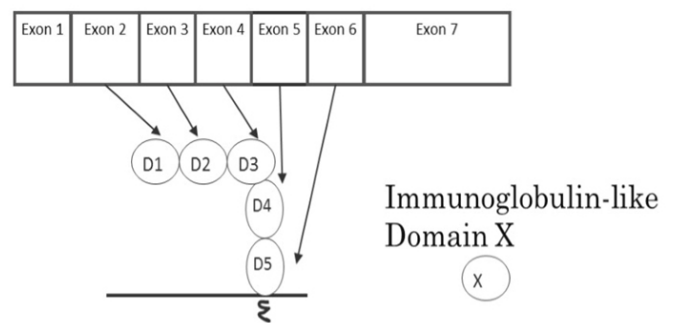 Exon 1 Exon 2 Exon 3 Exon 4 Exon 5 Exon 6 Exon 7
D1 D2 D3
D4
D5
Immunoglobulin-like
Domain X
X